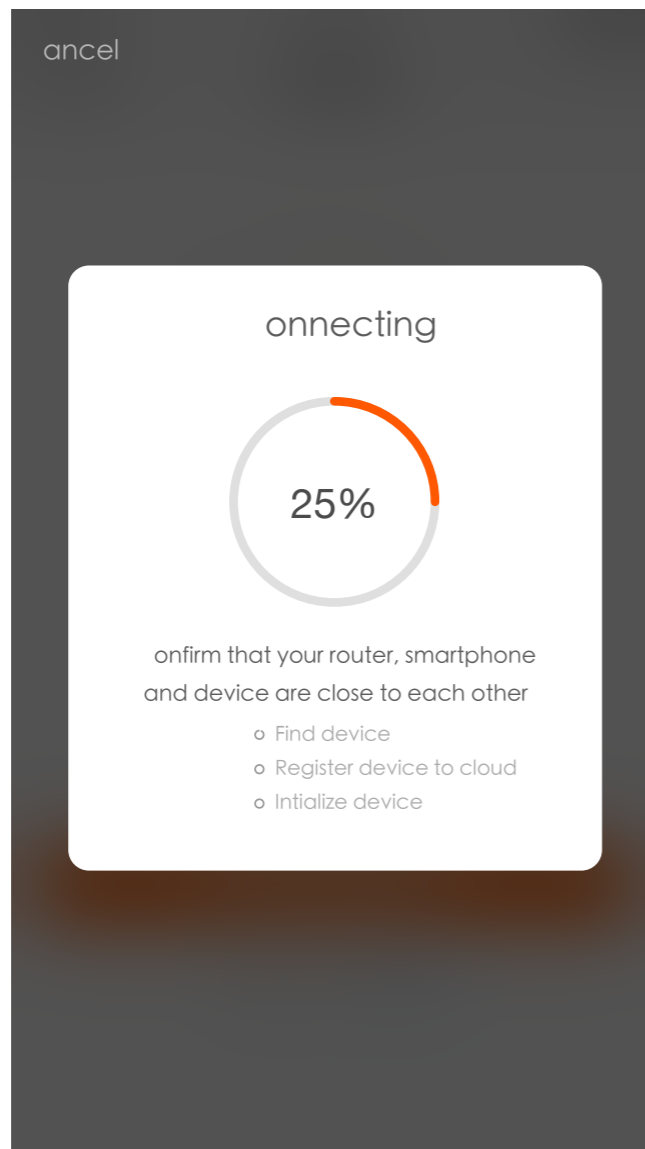 ancel
onnecting
25%
onfirm that your router, smartphone
and device are close to each other
Find device
Register device to cloud
Intialize device